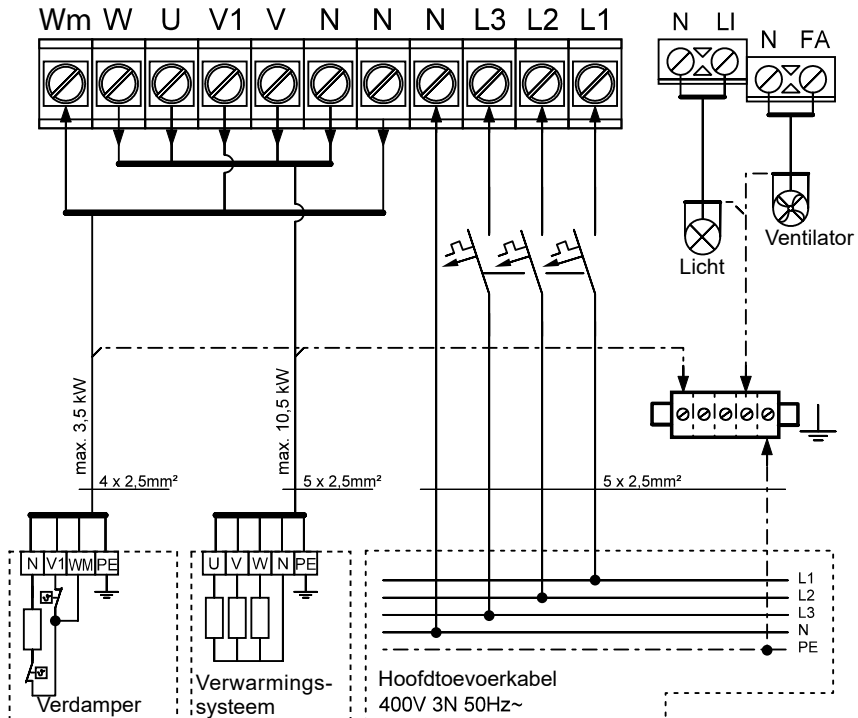 Wm W U V1 V N N N L3 L2 L1
N LI
N FA
Ventilator
Licht
max. 3,5 kW
max. 10,5 kW
4 x 2,5mm²
5 x 2,5mm²
5 x 2,5mm²
N V1 WM PE
U V W N PE
L1
L2
L3
N
PE
Verdamper
Verwarmings-
systeem
Hoofdtoevoerkabel
400V 3N 50Hz~